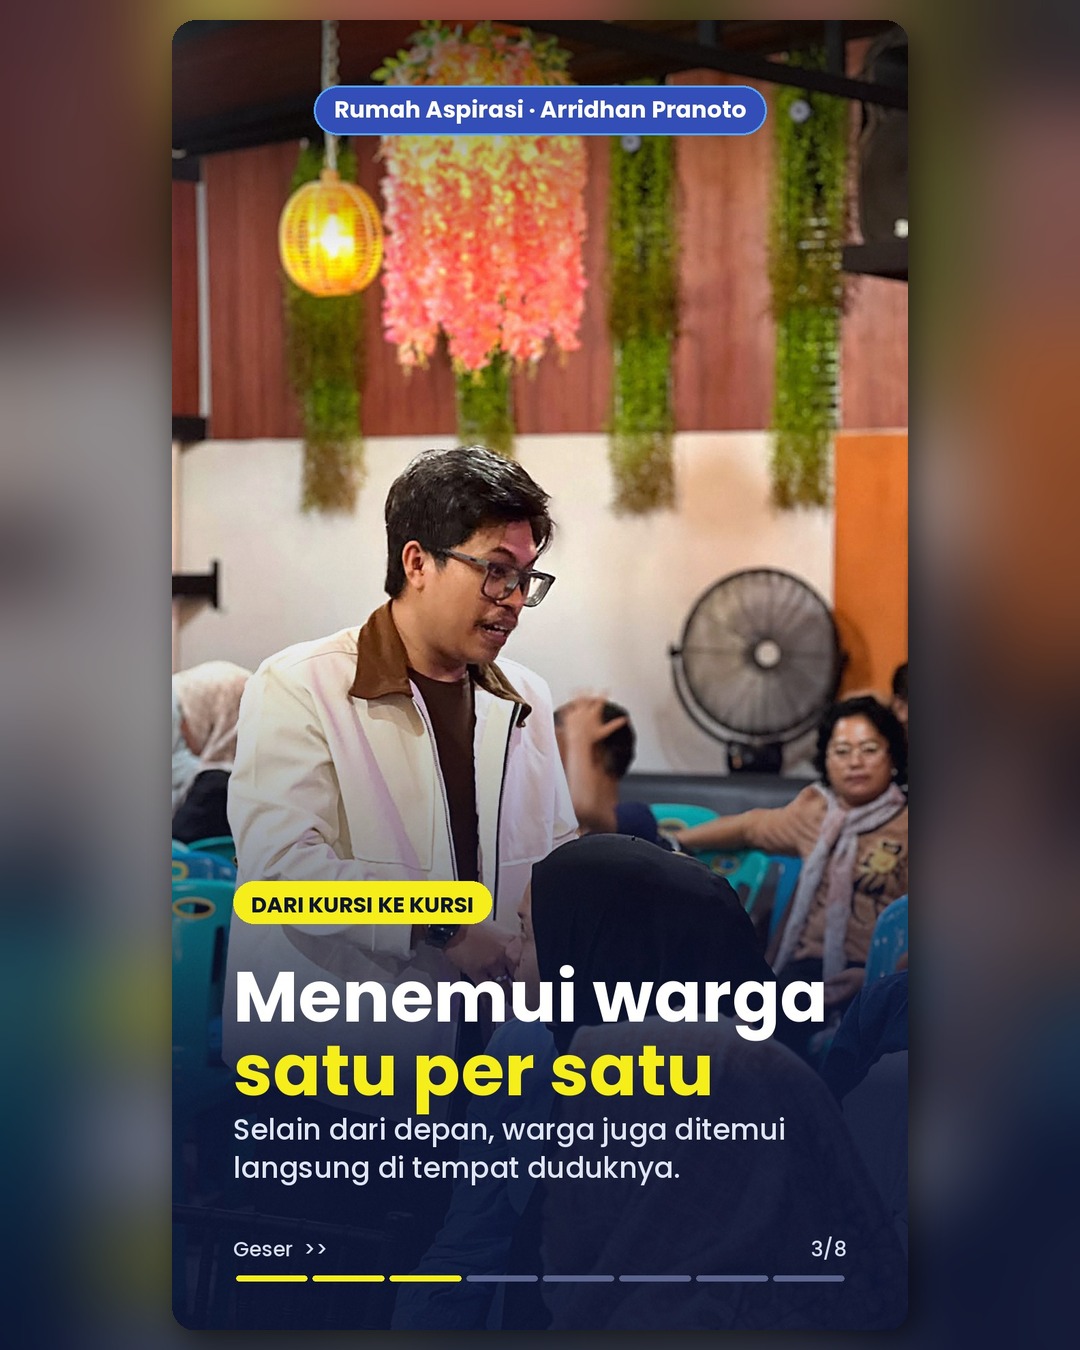 Rumah Aspirasi · Arridhan Pranoto
DARI KURSI KE KURSI
Menemui warga
satu per satu
Selain dari depan, warga juga ditemui
langsung di tempat duduknya.
Geser >>
3/8